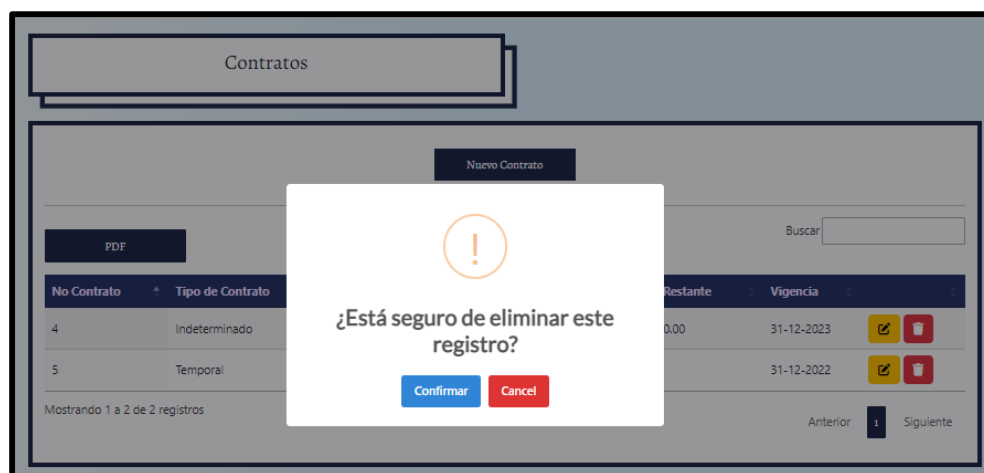 Contratos
Nuevo Contrato
PDF
Buscar
No Contrato Tipo de Contrato Restante Vigencia
4 Indeterminado 0.00 31-12-2023
5 Temporal 31-12-2022
Mostrando 1 a 2 de 2 registros
Anterior 1 Siguiente
!
¿Está seguro de eliminar este
registro?
Confirmar Cancel